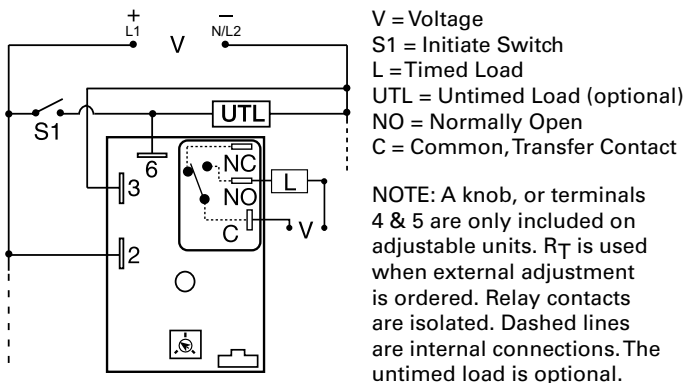 +
L1
V
–
N/L2
S1
UTL
6
3
2
NC
NO
C
L
V
V = Voltage
S1 = Initiate Switch
L = Timed Load
UTL = Untimed Load (optional)
NO = Normally Open
C = Common, Transfer Contact
NOTE: A knob, or terminals
4 & 5 are only included on
adjustable units. RT is used
when external adjustment
is ordered. Relay contacts
are isolated. Dashed lines
are internal connections. The
untimed load is optional.